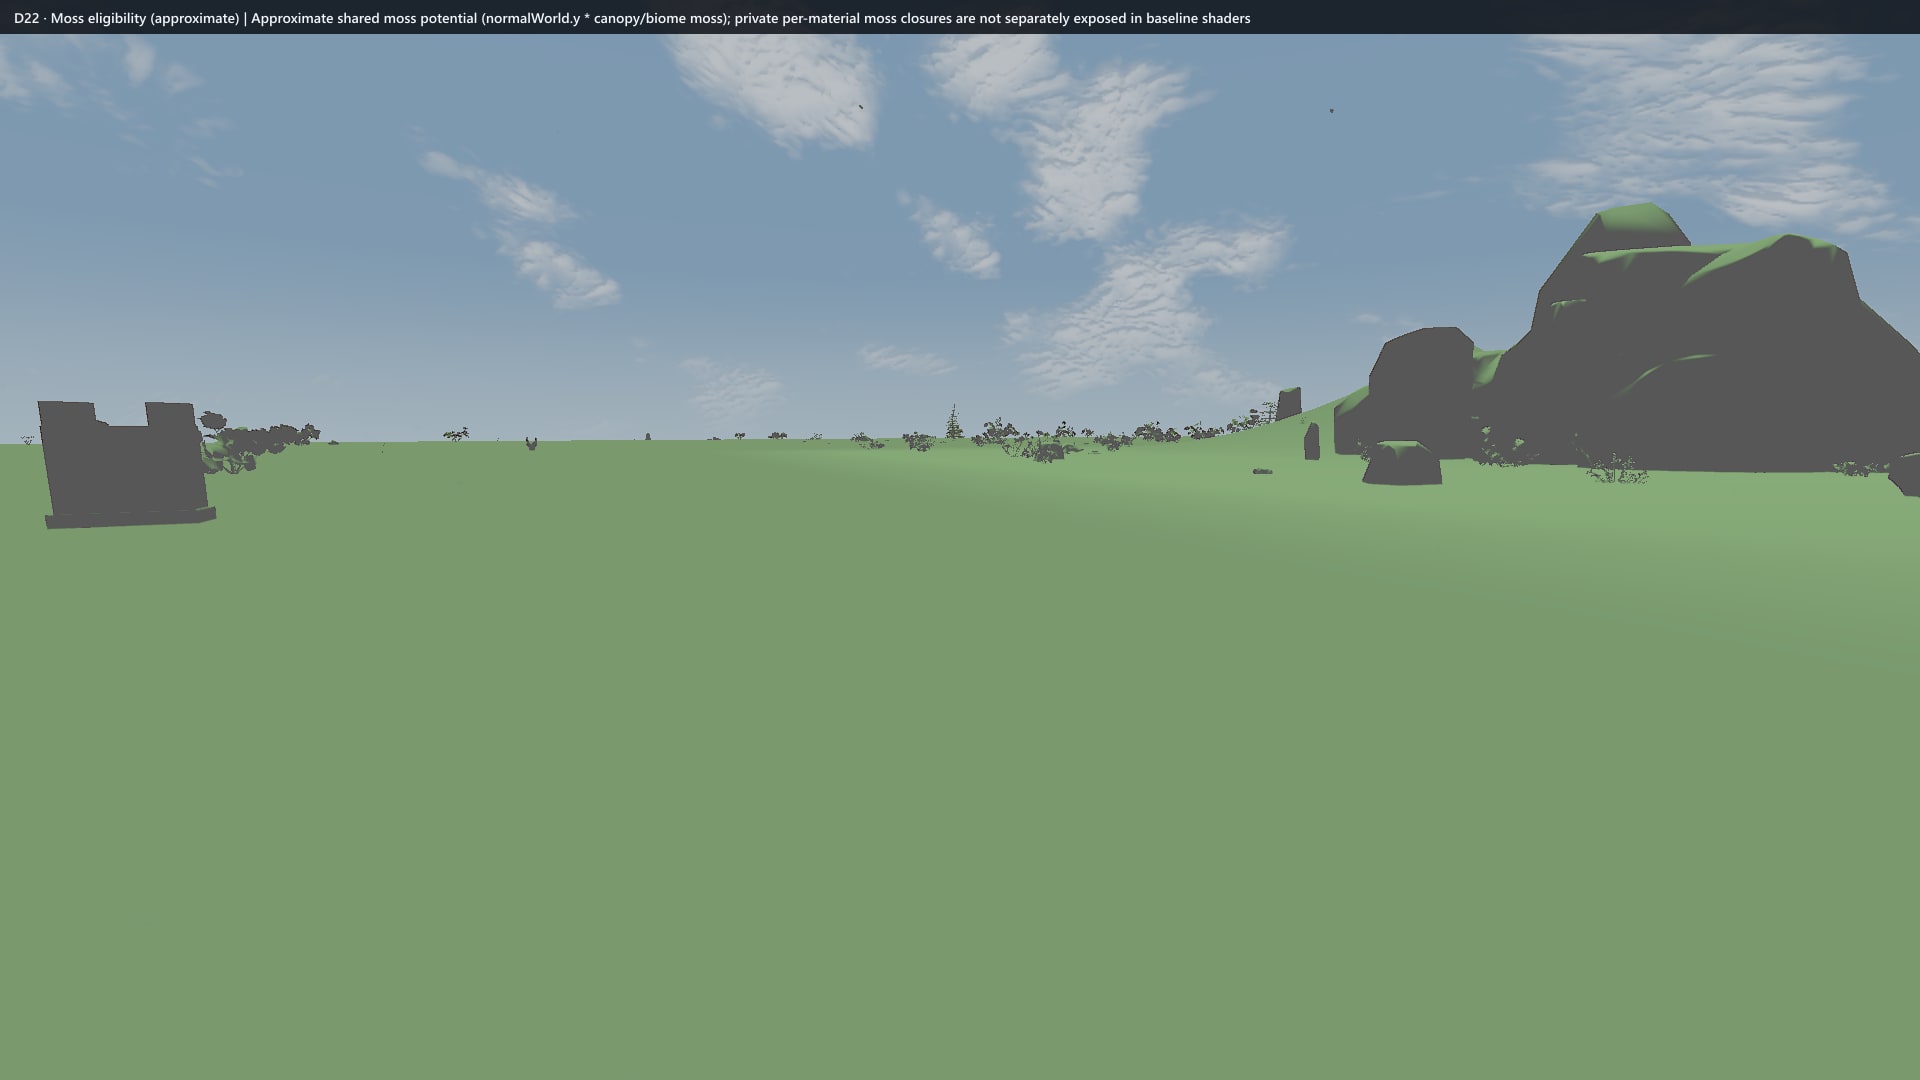 D22 · Moss eligibility (approximate) | Approximate shared moss potential (normalWorld.y * canopy/biome moss); private per-material moss closures are not separately exposed in baseline shaders